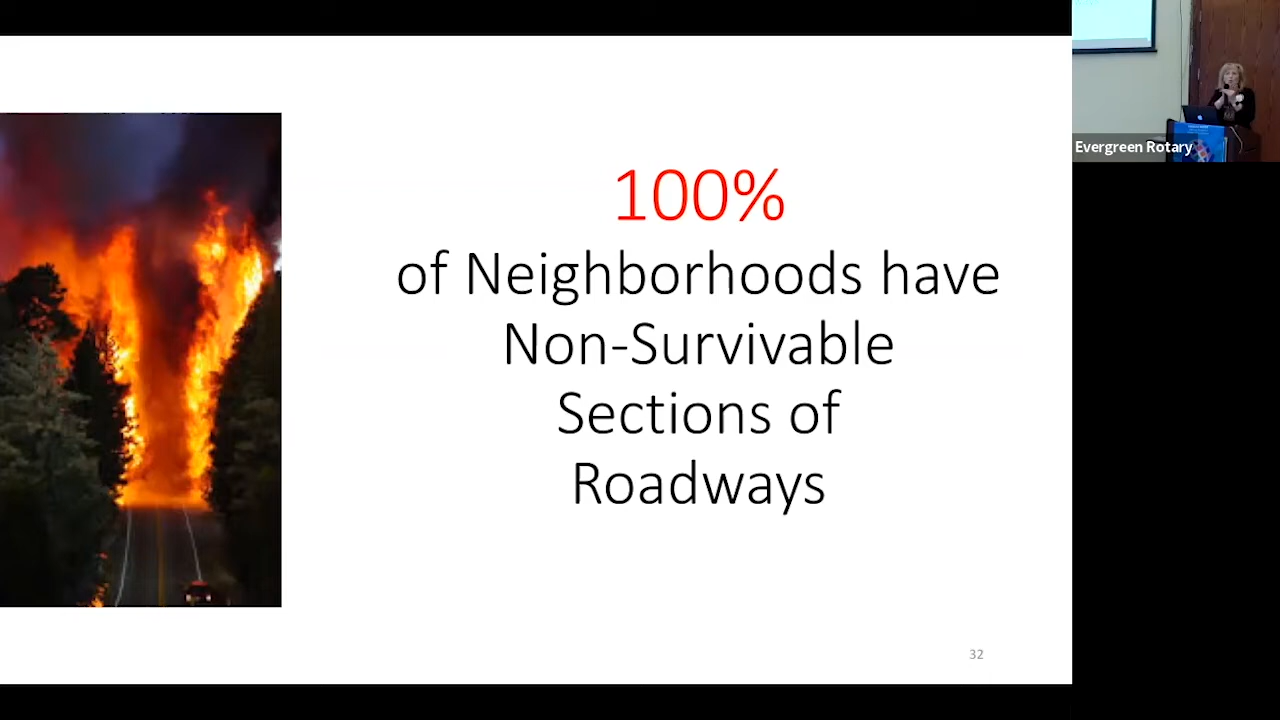 100%
of Neighborhoods have
Non-Survivable
Sections of
Roadways
32
Evergreen Rotary